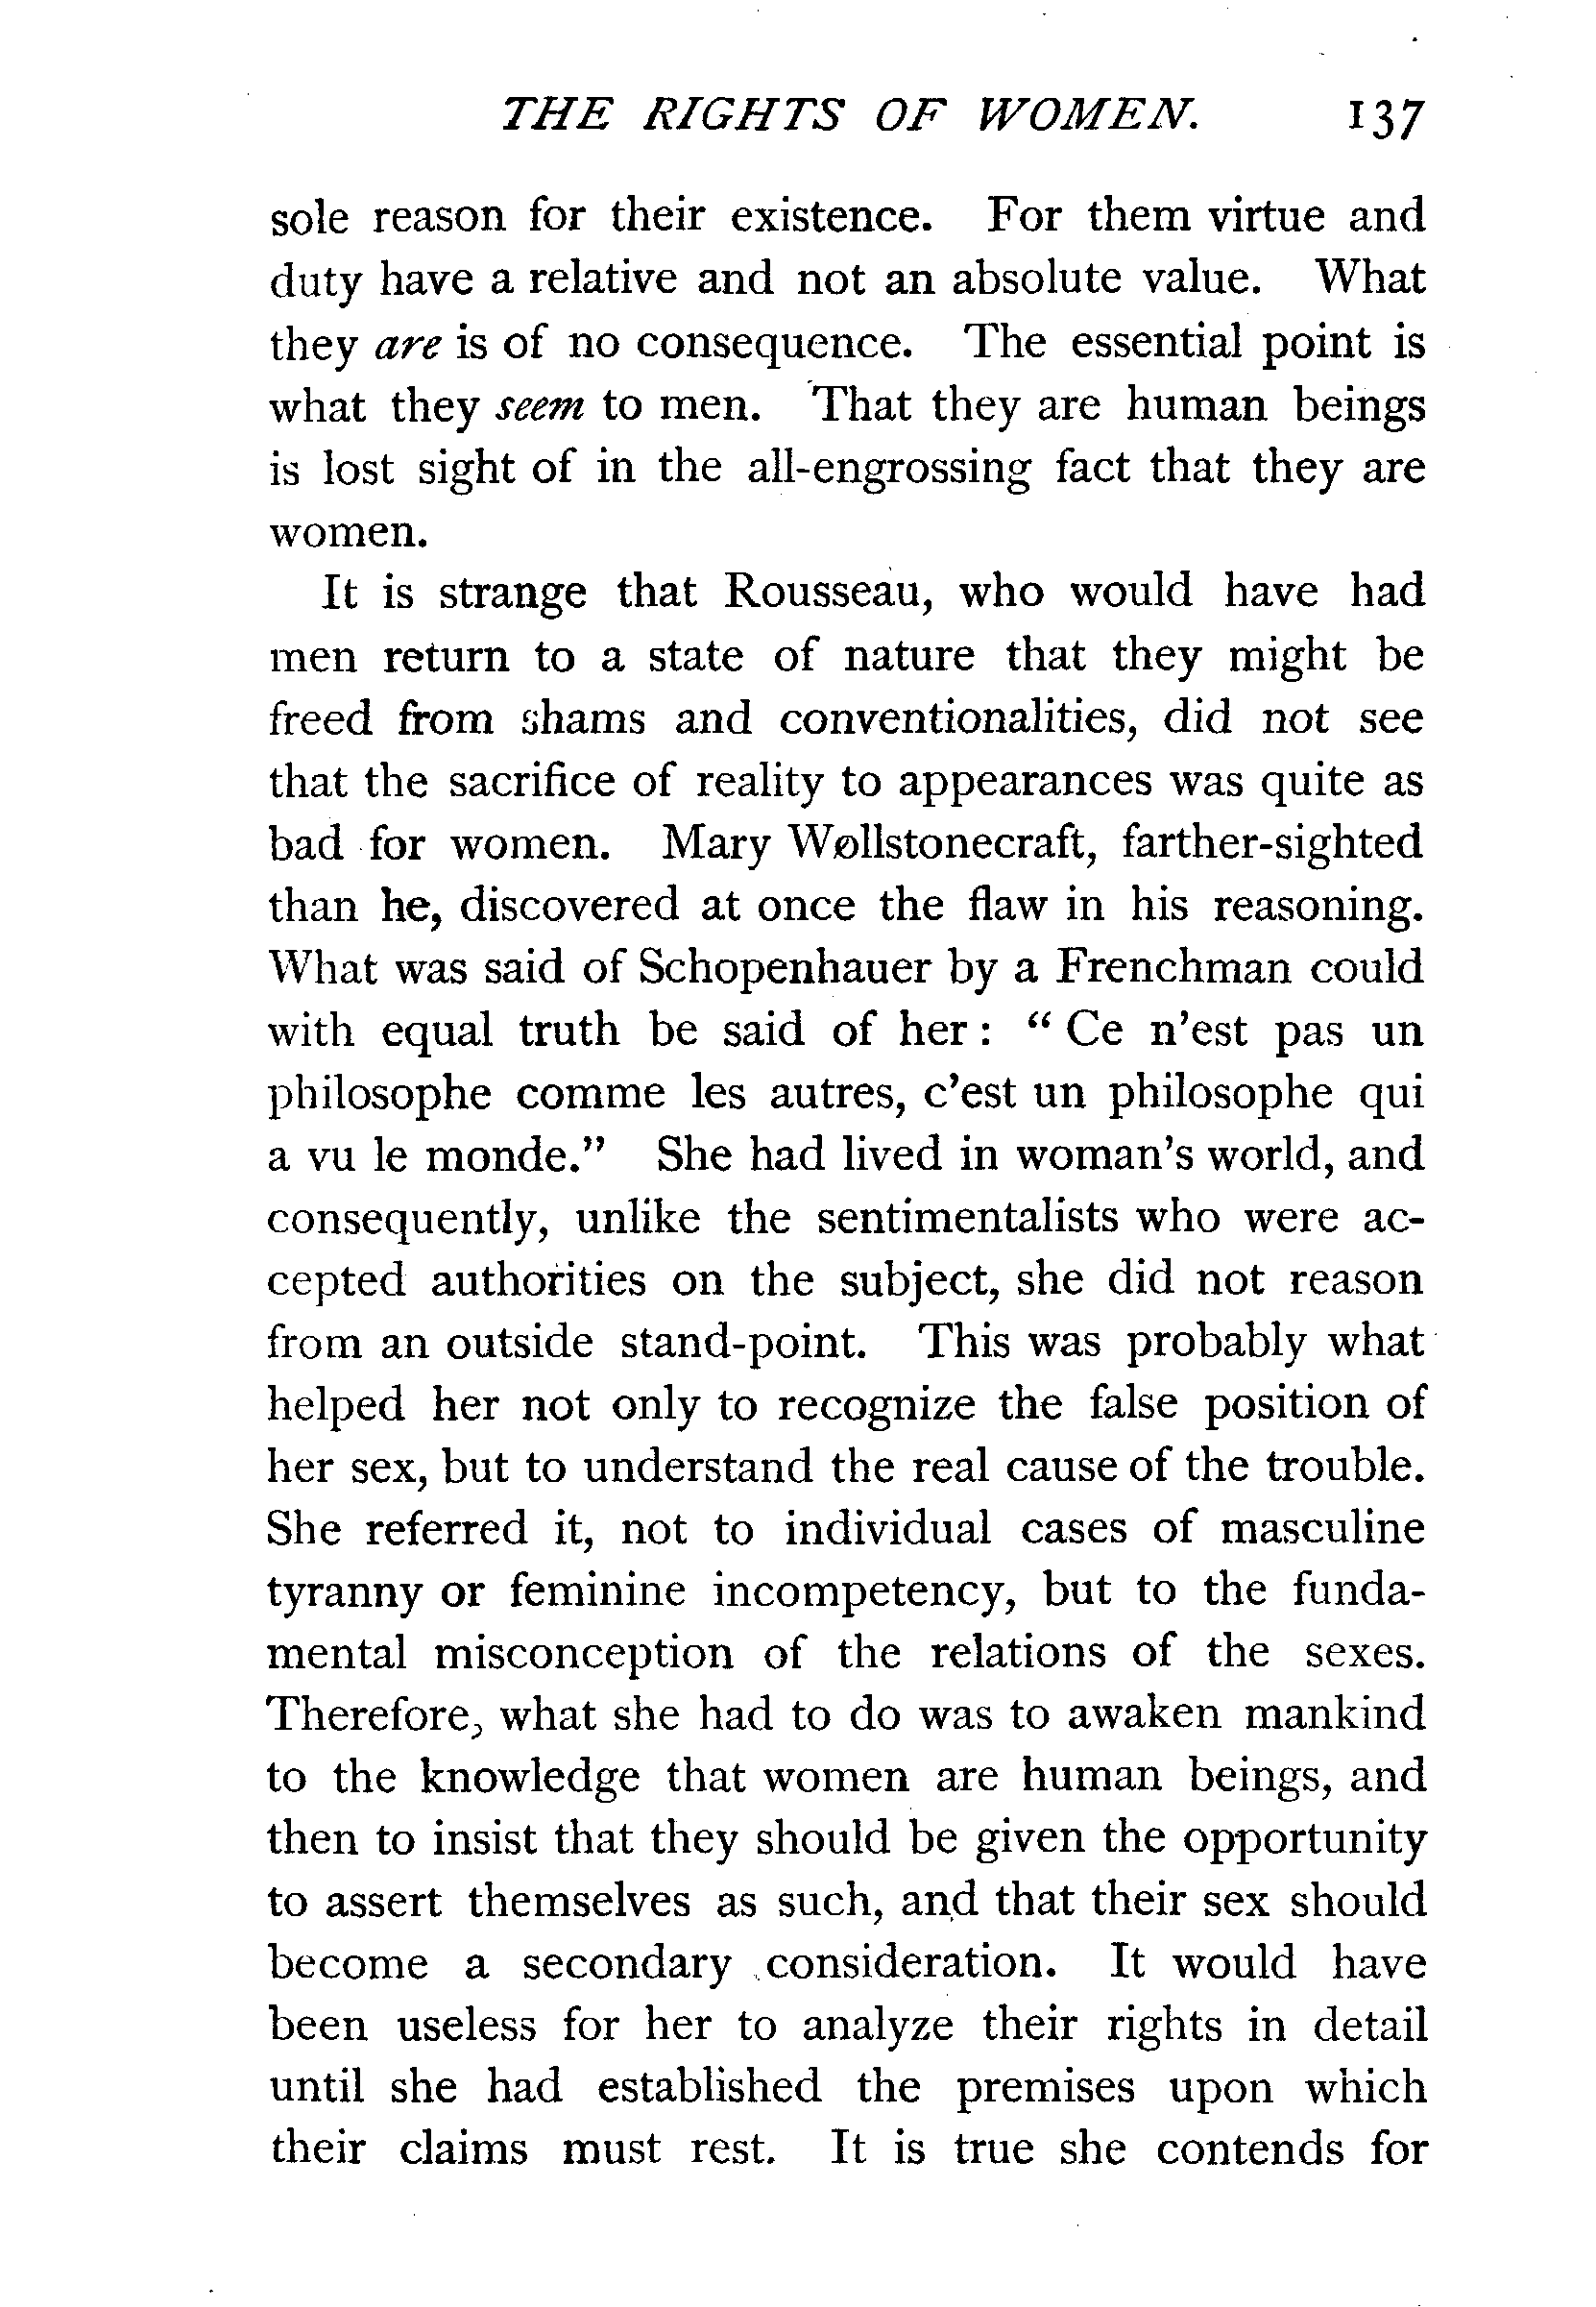 THE RIGHTS OF WOMEN. 137
sole reason for their existence. For them virtue and
duty have a relative and not an absolute value. What
they are is of no consequence. The essential point is
what they seem to men. That they are human beings
is lost sight of in the all-engrossing fact that they are
women.
It is strange that Rousseau, who would have had
men return to a state of nature that they might be
freed from shams and conventionalities, did not see
that the sacrifice of reality to appearances was quite as
bad for women. Mary Wollstonecraft, farther-sighted
than he, discovered at once the flaw in his reasoning.
What was said of Schopenhauer by a Frenchman could
with equal truth be said of her: "Ce n'est pas un
philosophe comme les autres, c'est un philosophe qui
a vu le monde." She had lived in woman's world, and
consequently, unlike the sentimentalists who were ac-
cepted authorities on the subject, she did not reason
from an outside stand-point. This was probably what
helped her not only to recognize the false position of
her sex, but to understand the real cause of the trouble.
She referred it, not to individual cases of masculine
tyranny or feminine incompetency, but to the funda-
mental misconception of the relations of the sexes.
Therefore, what she had to do was to awaken mankind
to the knowledge that women are human beings, and
then to insist that they should be given the opportunity
to assert themselves as such, and that their sex should
become a secondary consideration. It would have
been useless for her to analyze their rights in detail
until she had established the premises upon which
their claims must rest. It is true she contends for